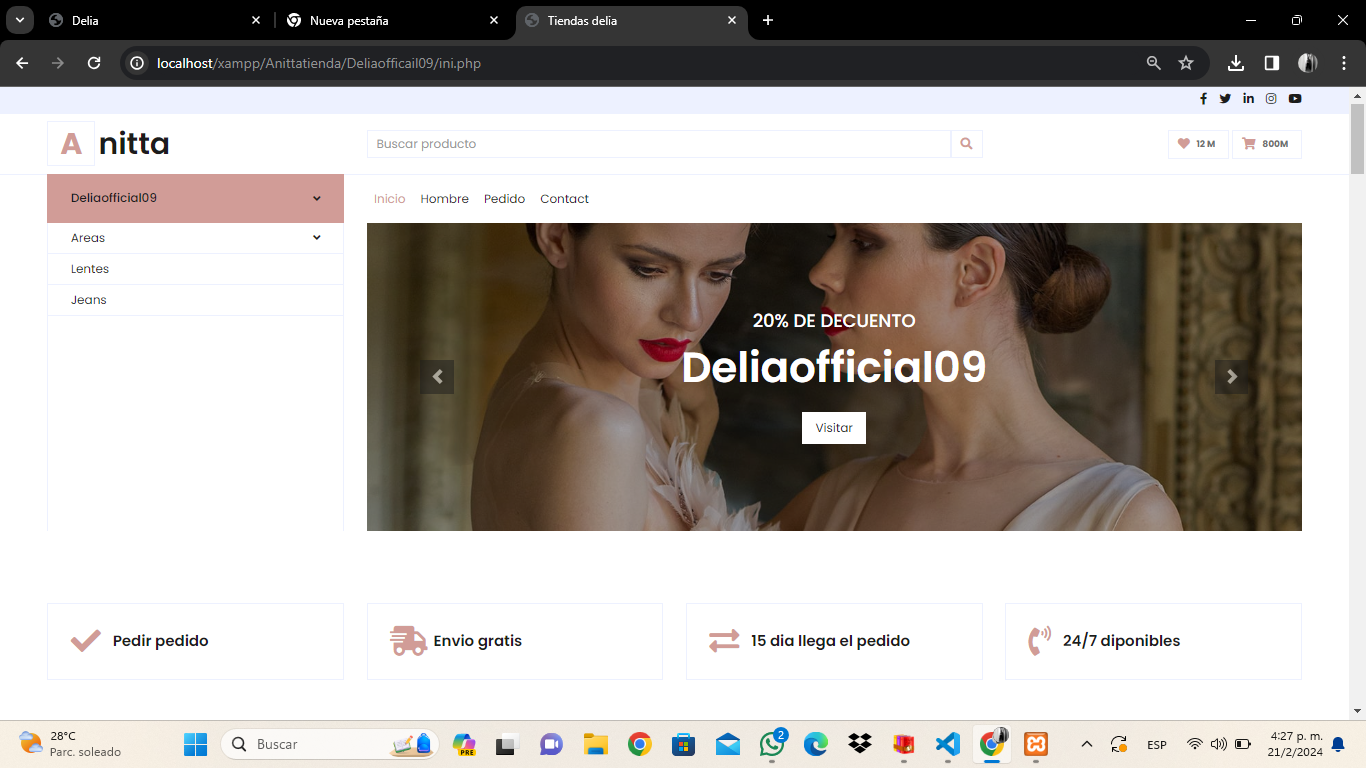 Delia
Nueva pestaña
Tiendas delia
localhost/xampp/Anittatienda/Deliaofficail09/ini.php
A nitta
Buscar producto
12 M
800M
Deliaofficial09
Inicio Hombre Pedido Contact
Areas
Lentes
Jeans
20% DE DECUENTO
Deliaofficial09
Visitar
Pedir pedido
Envio gratis
15 dia llega el pedido
24/7 diponibles
28°C
Parc. soleado
Buscar
PRE
2
ESP
4:27 p. m.
21/2/2024